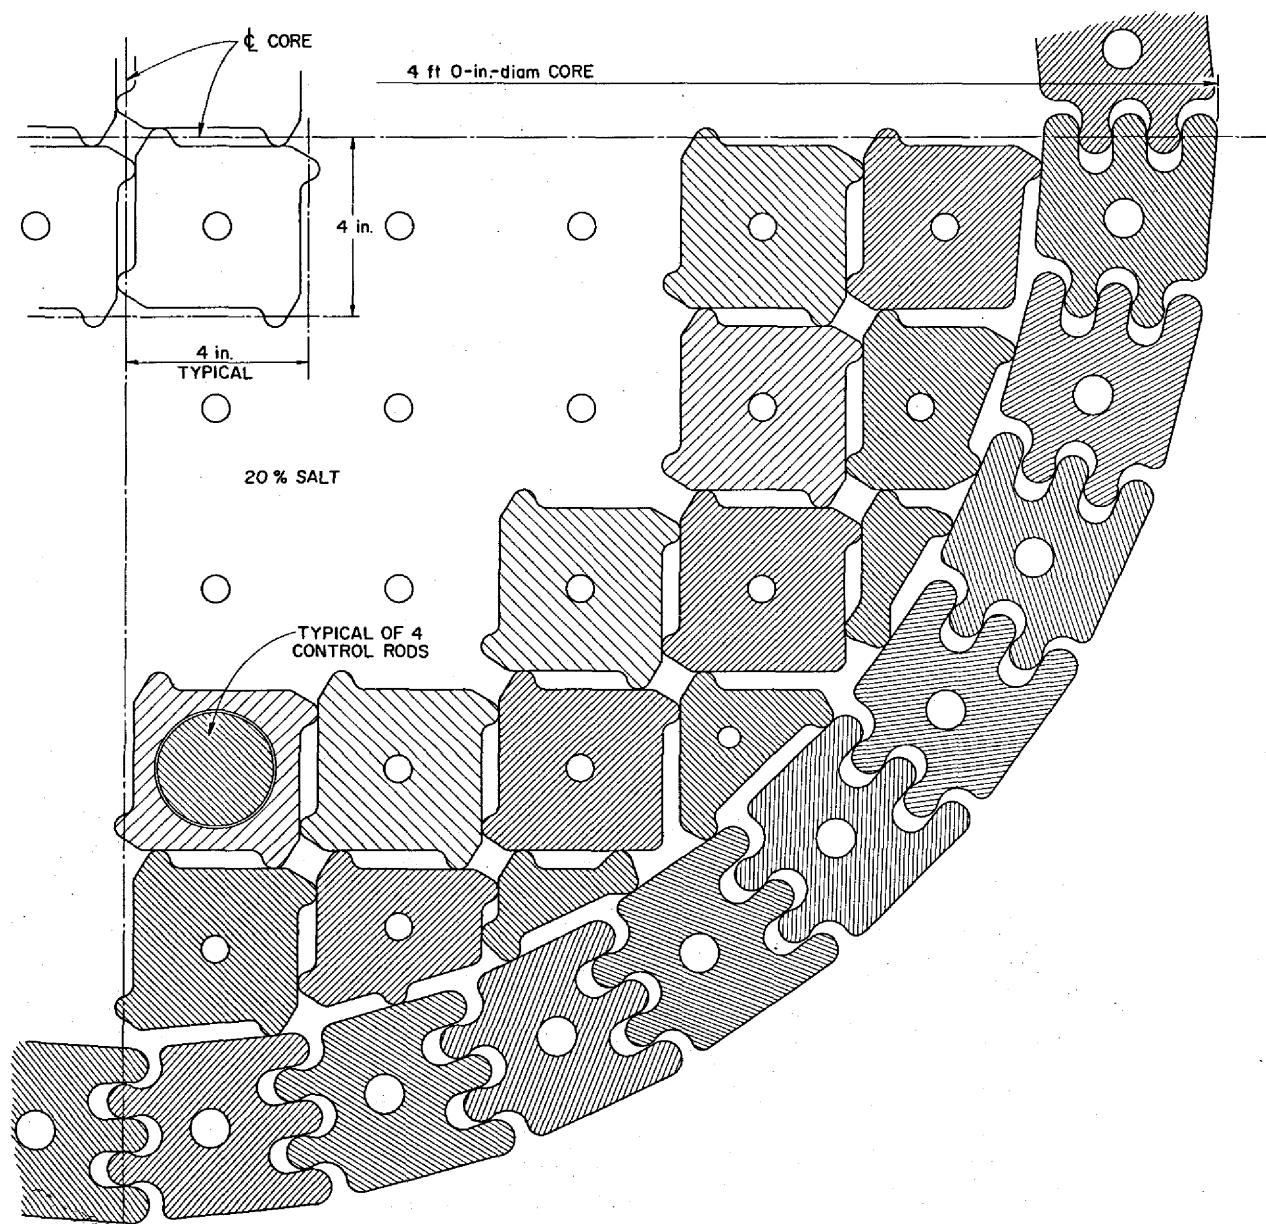 ℄ CORE
4 ft 0-in.-diam CORE
4 in.
4 in.
TYPICAL
20 % SALT
TYPICAL OF 4
CONTROL RODS